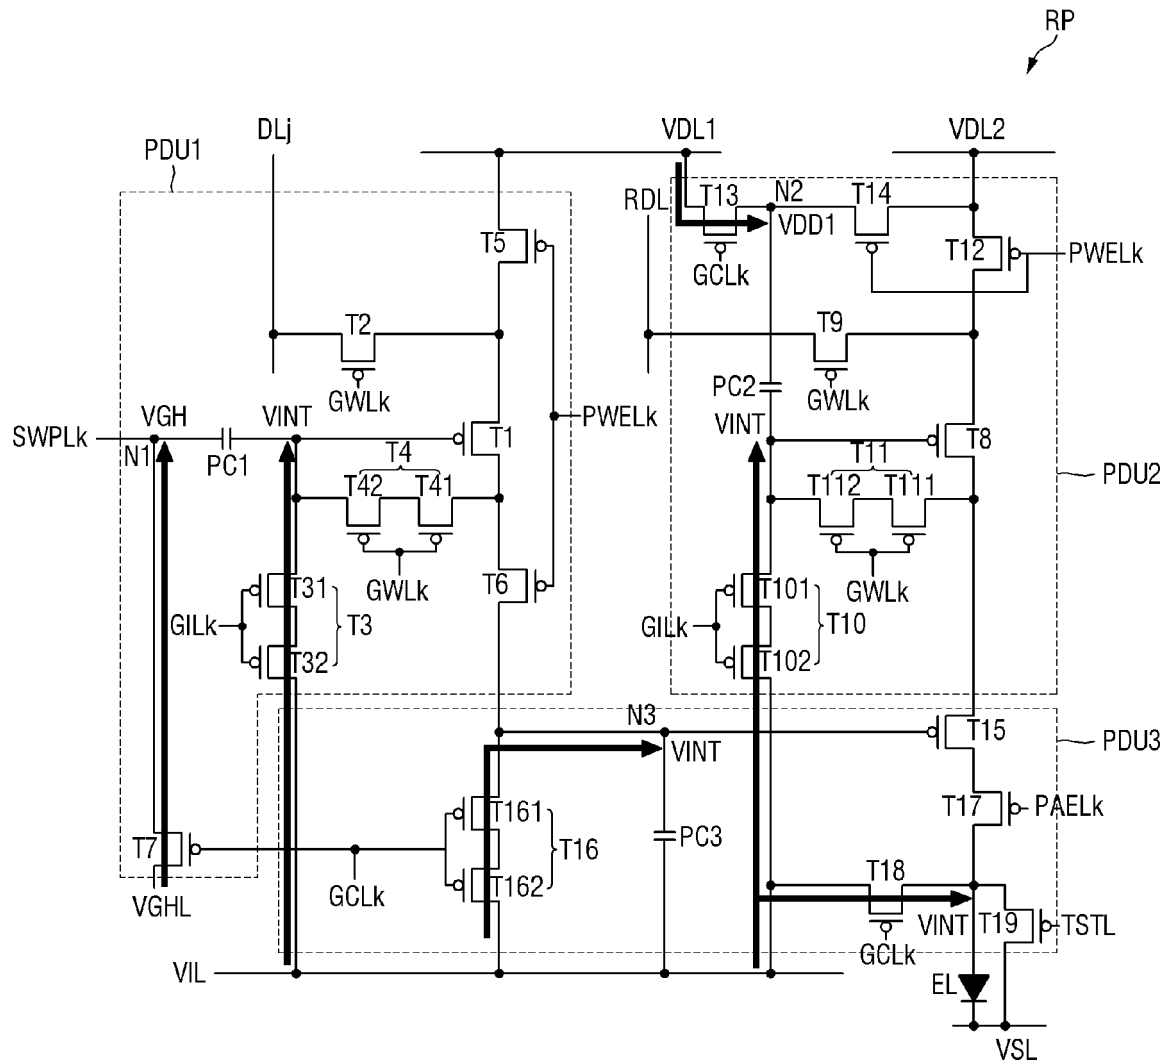 RP
DLj
VDL1
VDL2
PDU1
RDL
T13
N2
T14
VDD1
T5
T12
PWELk
GCLk
T2
T9
PC2
GWLk
GWLk
VGH
VINT
VINT
SWPLk
N1
PC1
T1
PWELk
T8
T4
T11
PDU2
T42
T41
T112
T111
GWLk
GWLk
T31
T6
T101
GILk
T3
GILk
T10
T32
T102
N3
T15
VINT
PDU3
T161
T17
PAELk
T7
T16
PC3
T162
T18
GCLk
VGHL
VINT
T19
TSTL
GCLk
VIL
EL
VSL